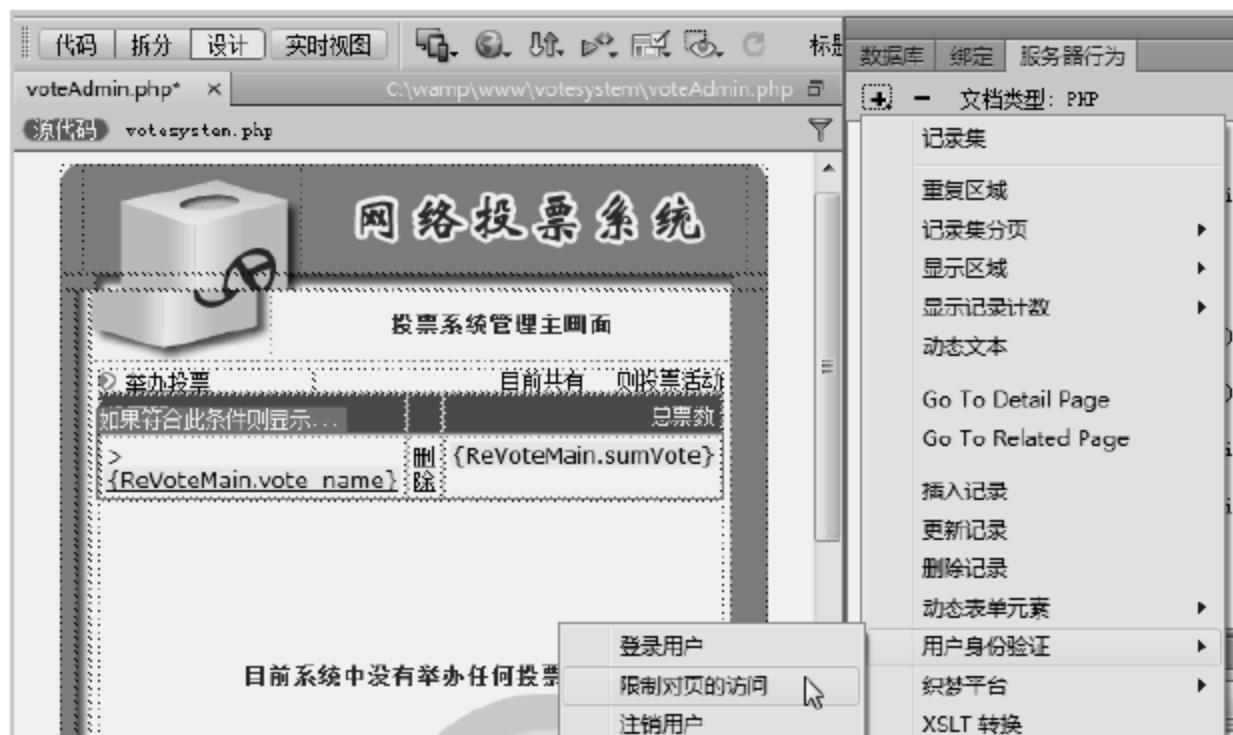 代码 拆分 设计 实时视图 标题
voteAdmin.php* × C:\wamp\www\votesystem\voteAdmin.php
源代码 votesystem.php
网络投票系统
投票系统管理主画面
举办投票 目前共有 则投票活动
如果符合此条件则显示... 总票数
>
{ReVoteMain.vote_name}
删除
{ReVoteMain.sumVote}
目前系统中没有举办任何投票
数据库 绑定 服务器行为
+ − 文档类型: PHP
记录集
重复区域
记录集分页
显示区域
显示记录计数
动态文本
Go To Detail Page
Go To Related Page
插入记录
更新记录
删除记录
动态表单元素
用户身份验证
织梦平台
XSLT 转换
登录用户
限制对页的访问
注销用户